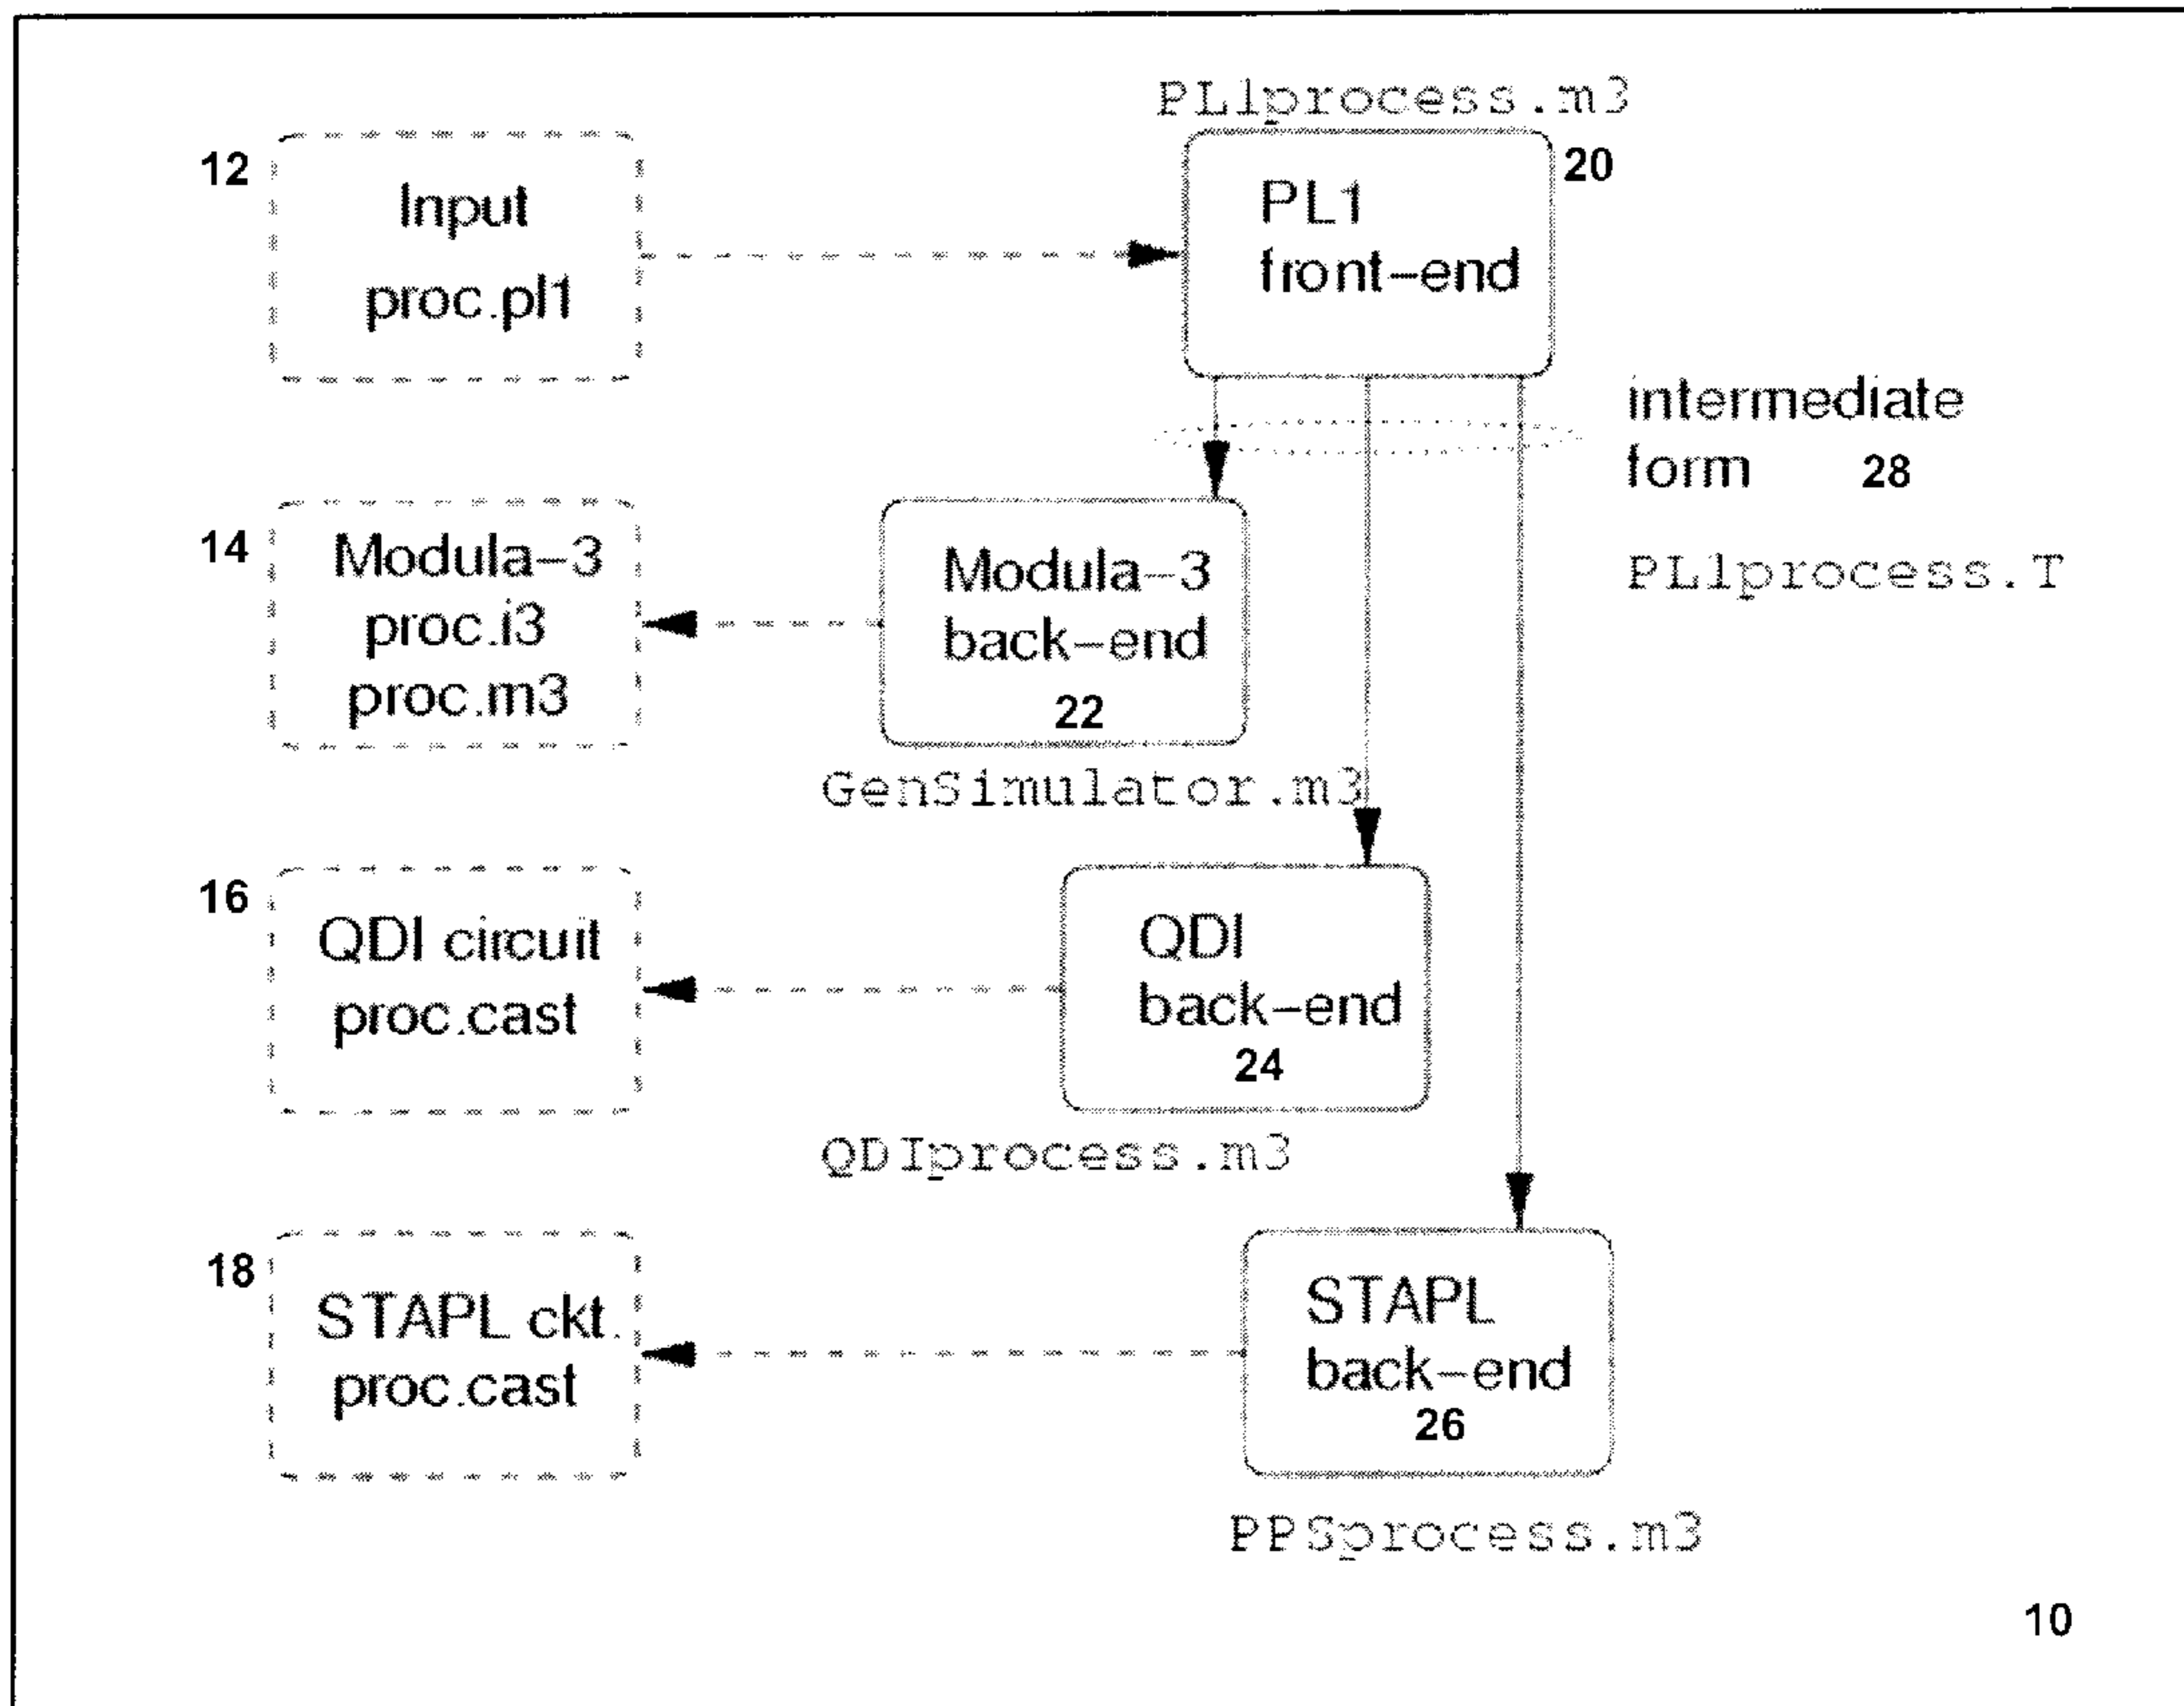 PL1process.m3
12
Input
proc.pl1
PL1
front-end
20
intermediate
form 28
PL1process.T
14
Modula-3
proc.i3
proc.m3
Modula-3
back-end
22
GenSimulator.m3
16
QDI circuit
proc.cast
QDI
back-end
24
QDIprocess.m3
18
STAPL ckt.
proc.cast
STAPL
back-end
26
PPSprocess.m3
10